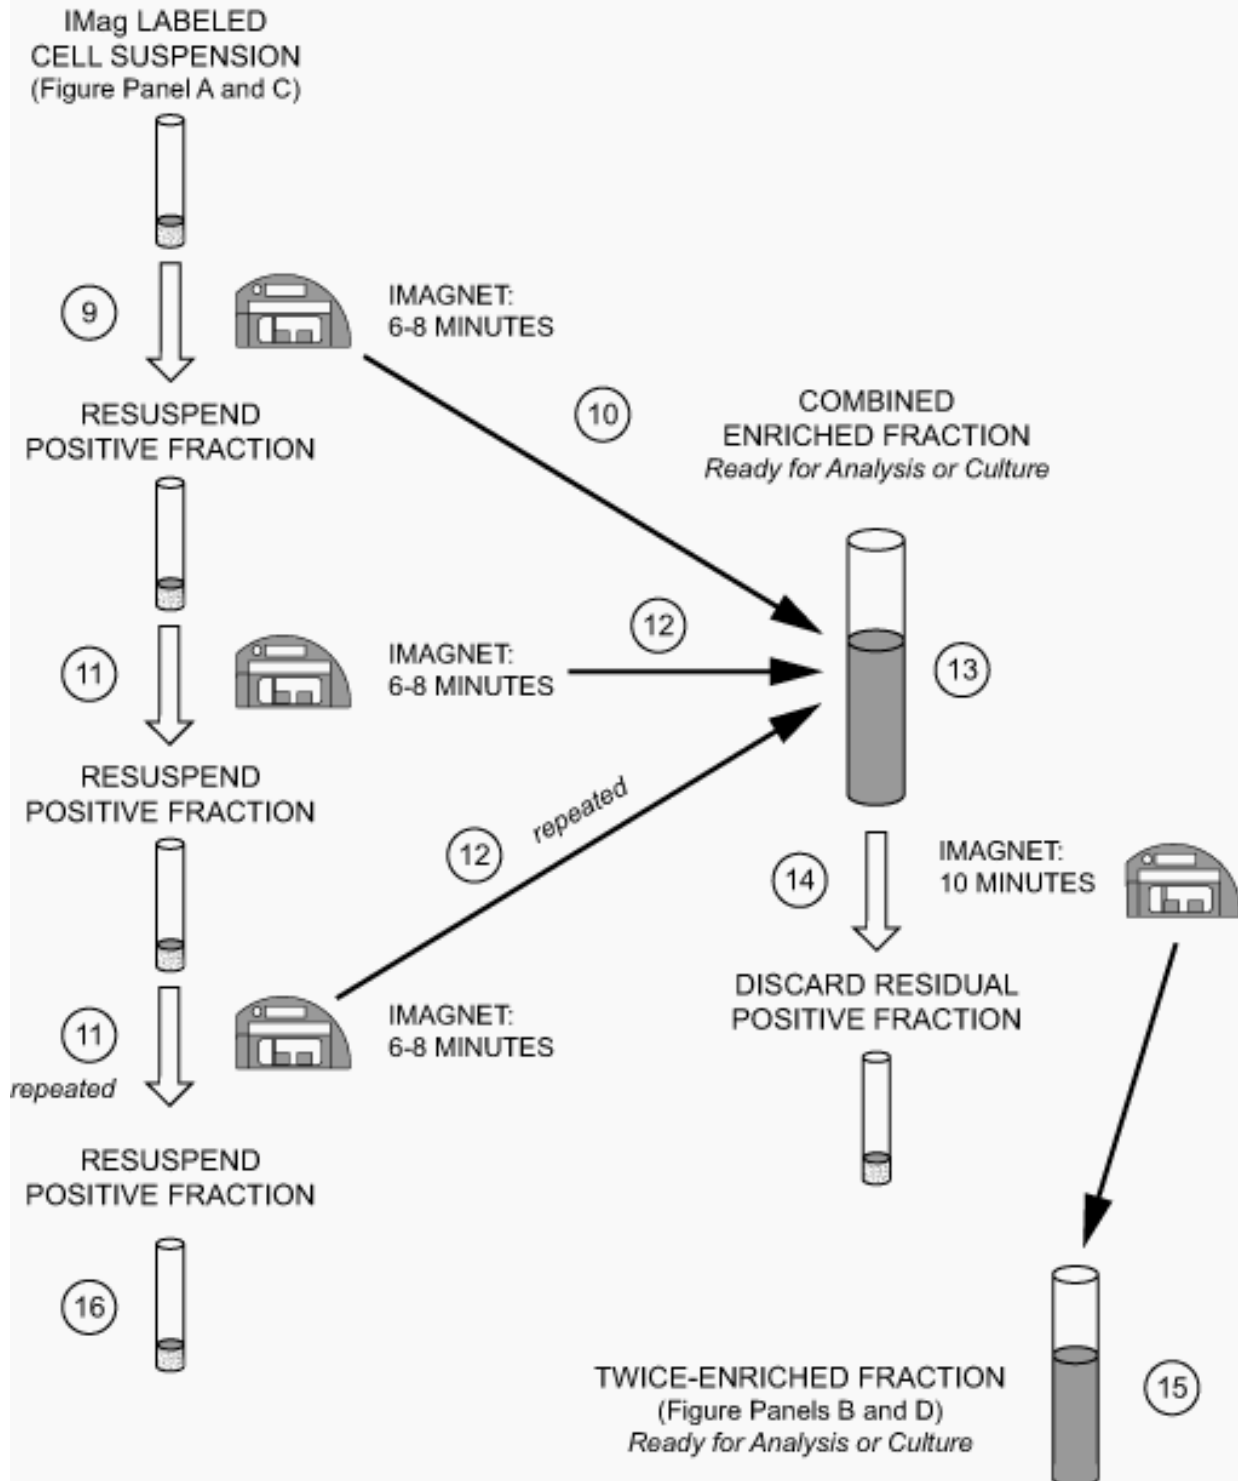 IMag LABELED
CELL SUSPENSION
(Figure Panel A and C)
9
IMAGNET:
6-8 MINUTES
RESUSPEND
POSITIVE FRACTION
10
COMBINED
ENRICHED FRACTION
Ready for Analysis or Culture
11
IMAGNET:
6-8 MINUTES
12
13
RESUSPEND
POSITIVE FRACTION
12
repeated
14
IMAGNET:
10 MINUTES
11
repeated
IMAGNET:
6-8 MINUTES
DISCARD RESIDUAL
POSITIVE FRACTION
RESUSPEND
POSITIVE FRACTION
16
TWICE-ENRICHED FRACTION
(Figure Panels B and D)
Ready for Analysis or Culture
15